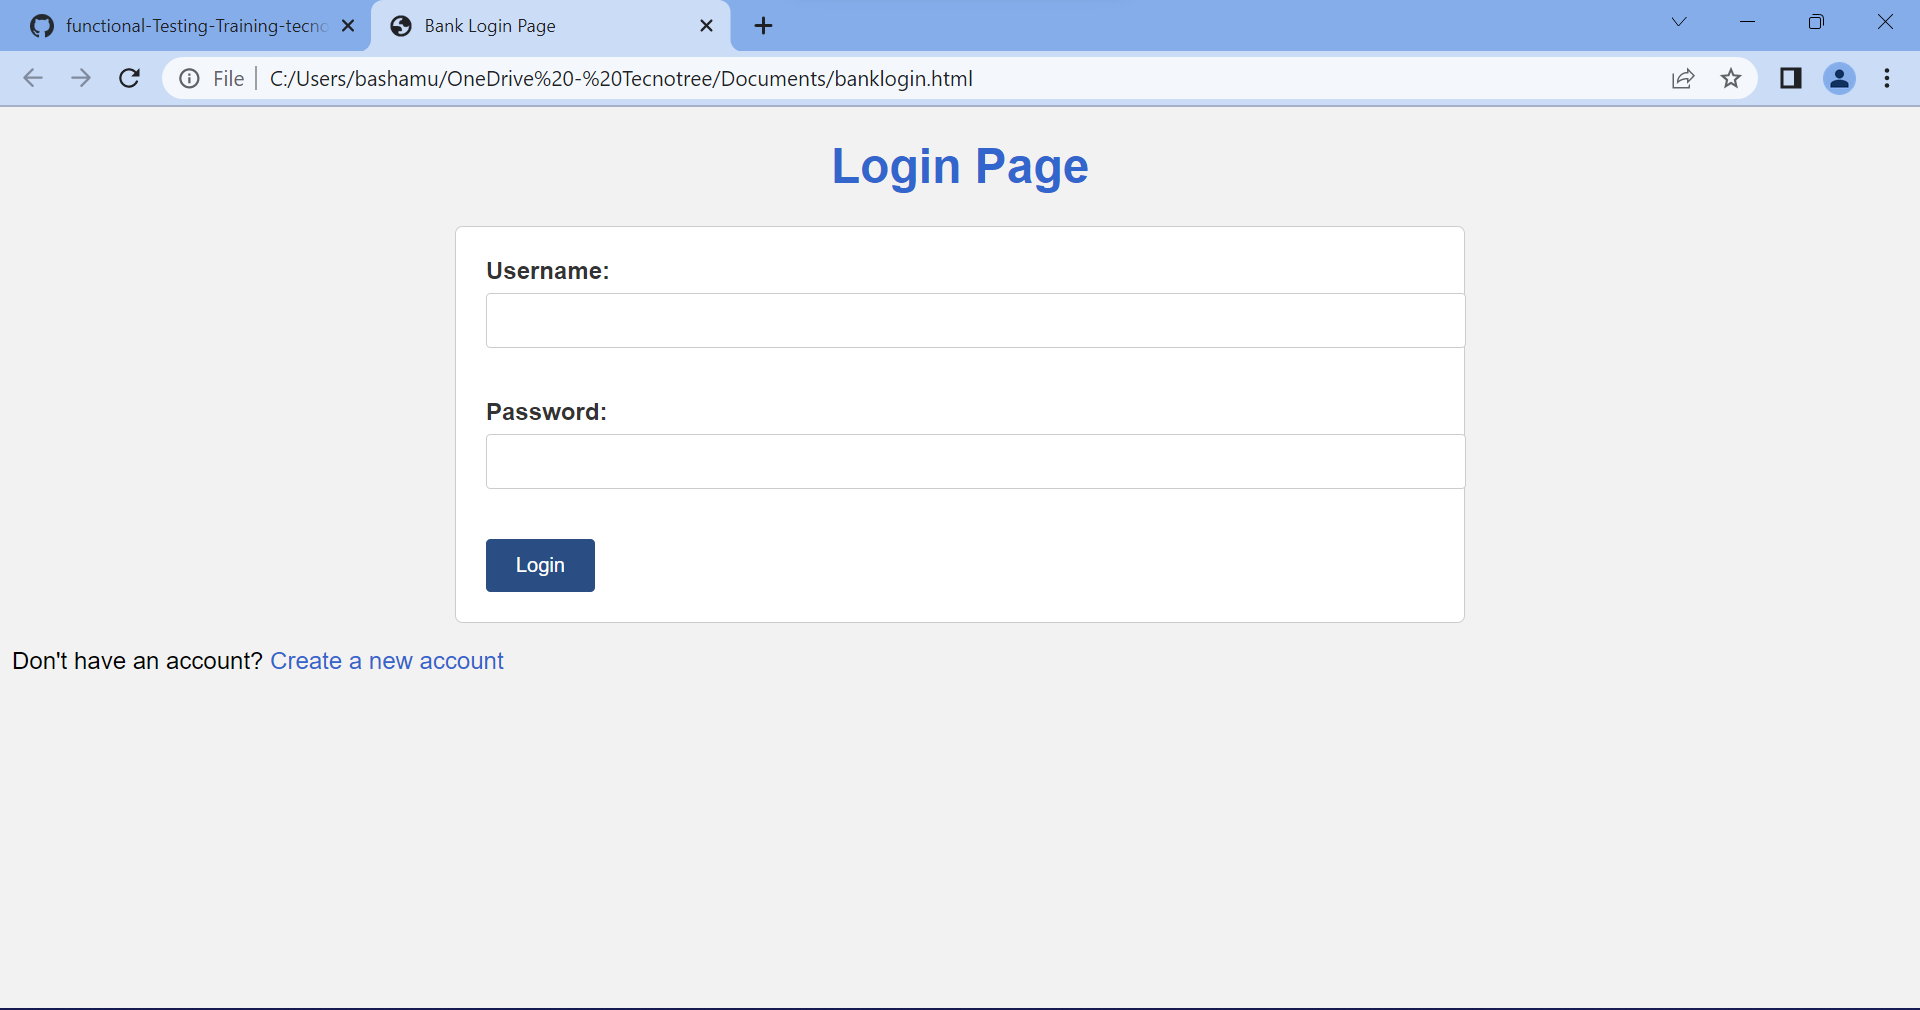 functional-Testing-Training-tecno
Bank Login Page
File
C:/Users/bashamu/OneDrive%20-%20Tecnotree/Documents/banklogin.html
Login Page
Username:
Password:
Login
Don't have an account? Create a new account